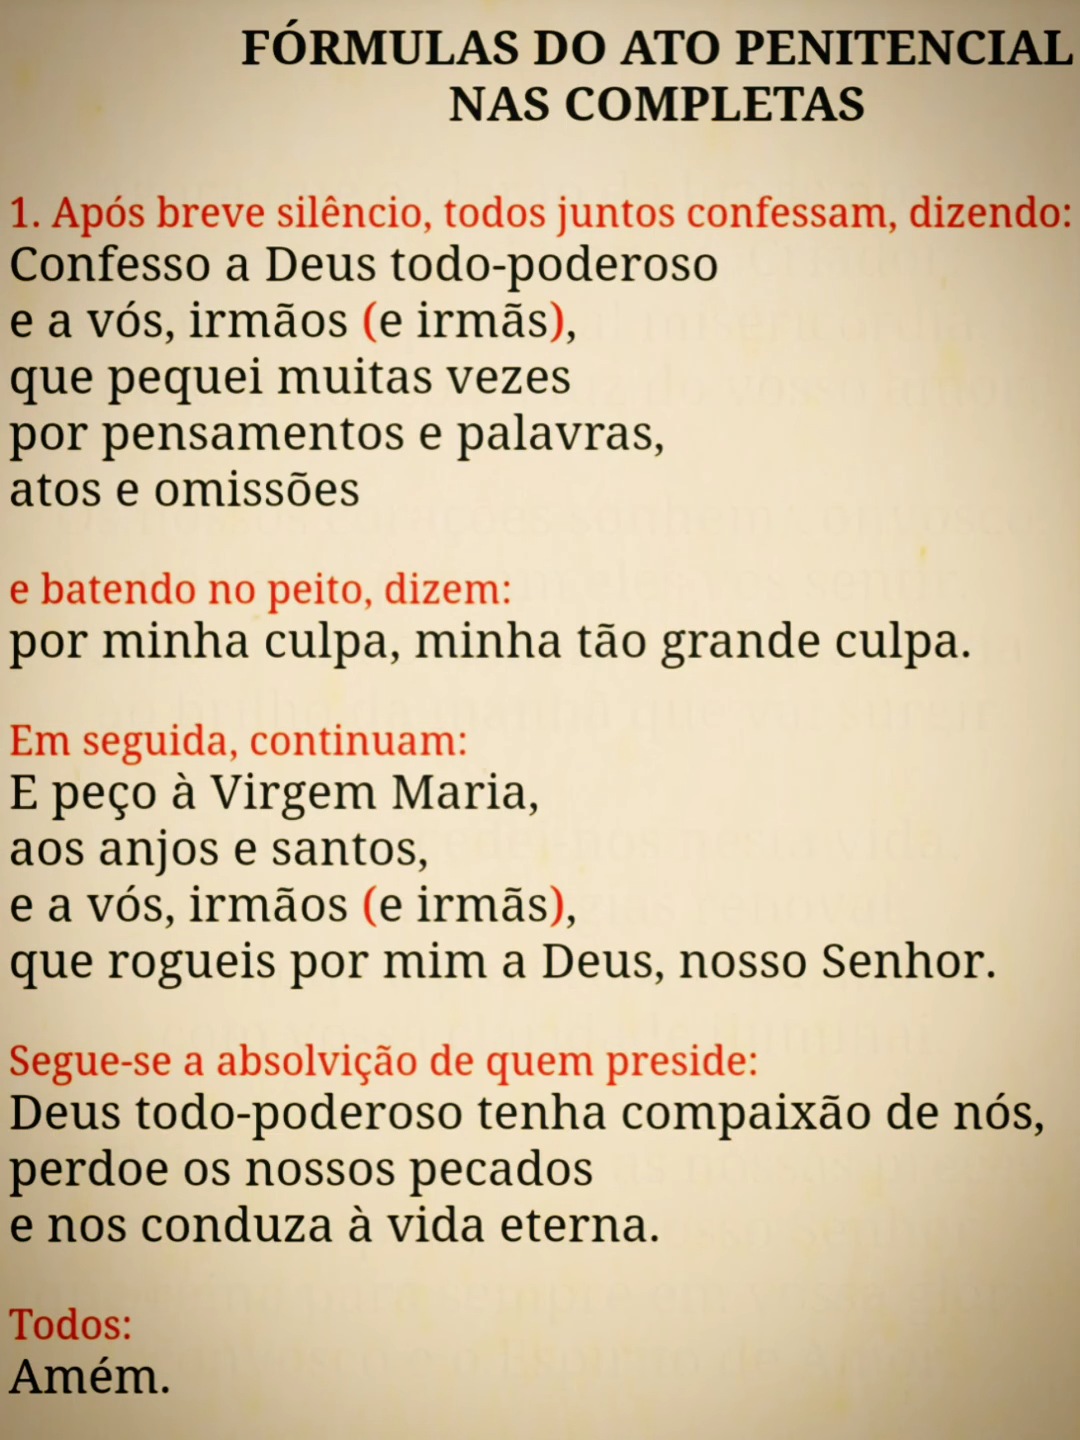 FÓRMULAS DO ATO PENITENCIAL
NAS COMPLETAS
1. Após breve silêncio, todos juntos confessam, dizendo:
Confesso a Deus todo-poderoso
e a vós, irmãos (e irmãs),
que pequei muitas vezes
por pensamentos e palavras,
atos e omissões
e batendo no peito, dizem:
por minha culpa, minha tão grande culpa.
Em seguida, continuam:
E peço à Virgem Maria,
aos anjos e santos,
e a vós, irmãos (e irmãs),
que rogueis por mim a Deus, nosso Senhor.
Segue-se a absolvição de quem preside:
Deus todo-poderoso tenha compaixão de nós,
perdoe os nossos pecados
e nos conduza à vida eterna.
Todos:
Amém.